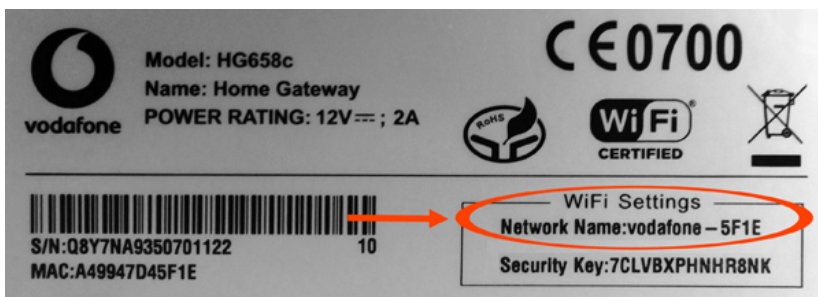 vodafone
Model: HG658c
Name: Home Gateway
POWER RATING: 12V⎓; 2A
CE0700
RoHS
WiFi
CERTIFIED
S/N:Q8Y7NA9350701122 10
MAC:A49947D45F1E
WiFi Settings
Network Name:vodafone–5F1E
Security Key:7CLVBXPHNHR8NK